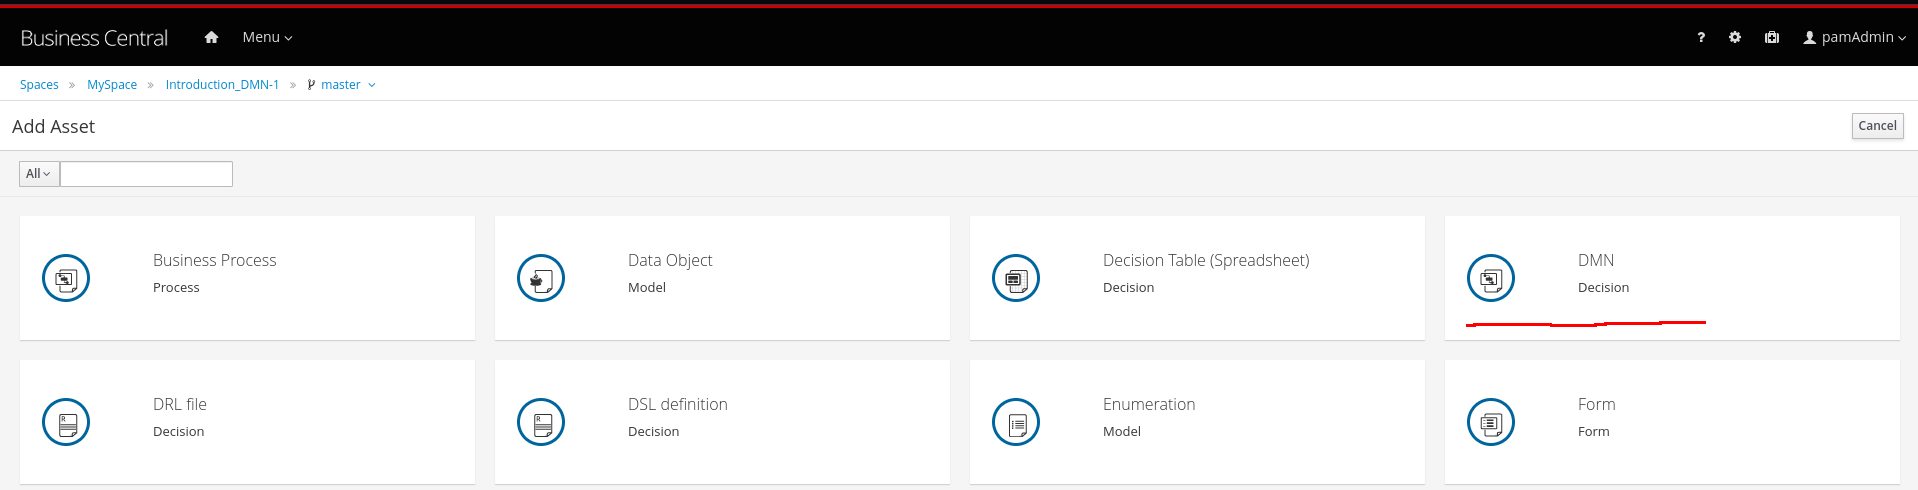 Business Central Menu ? pamAdmin
Spaces » MySpace » Introduction_DMN-1 » master
Add Asset Cancel
All
Business Process
Process
Data Object
Model
Decision Table (Spreadsheet)
Decision
DMN
Decision
DRL file
Decision
DSL definition
Decision
Enumeration
Model
Form
Form